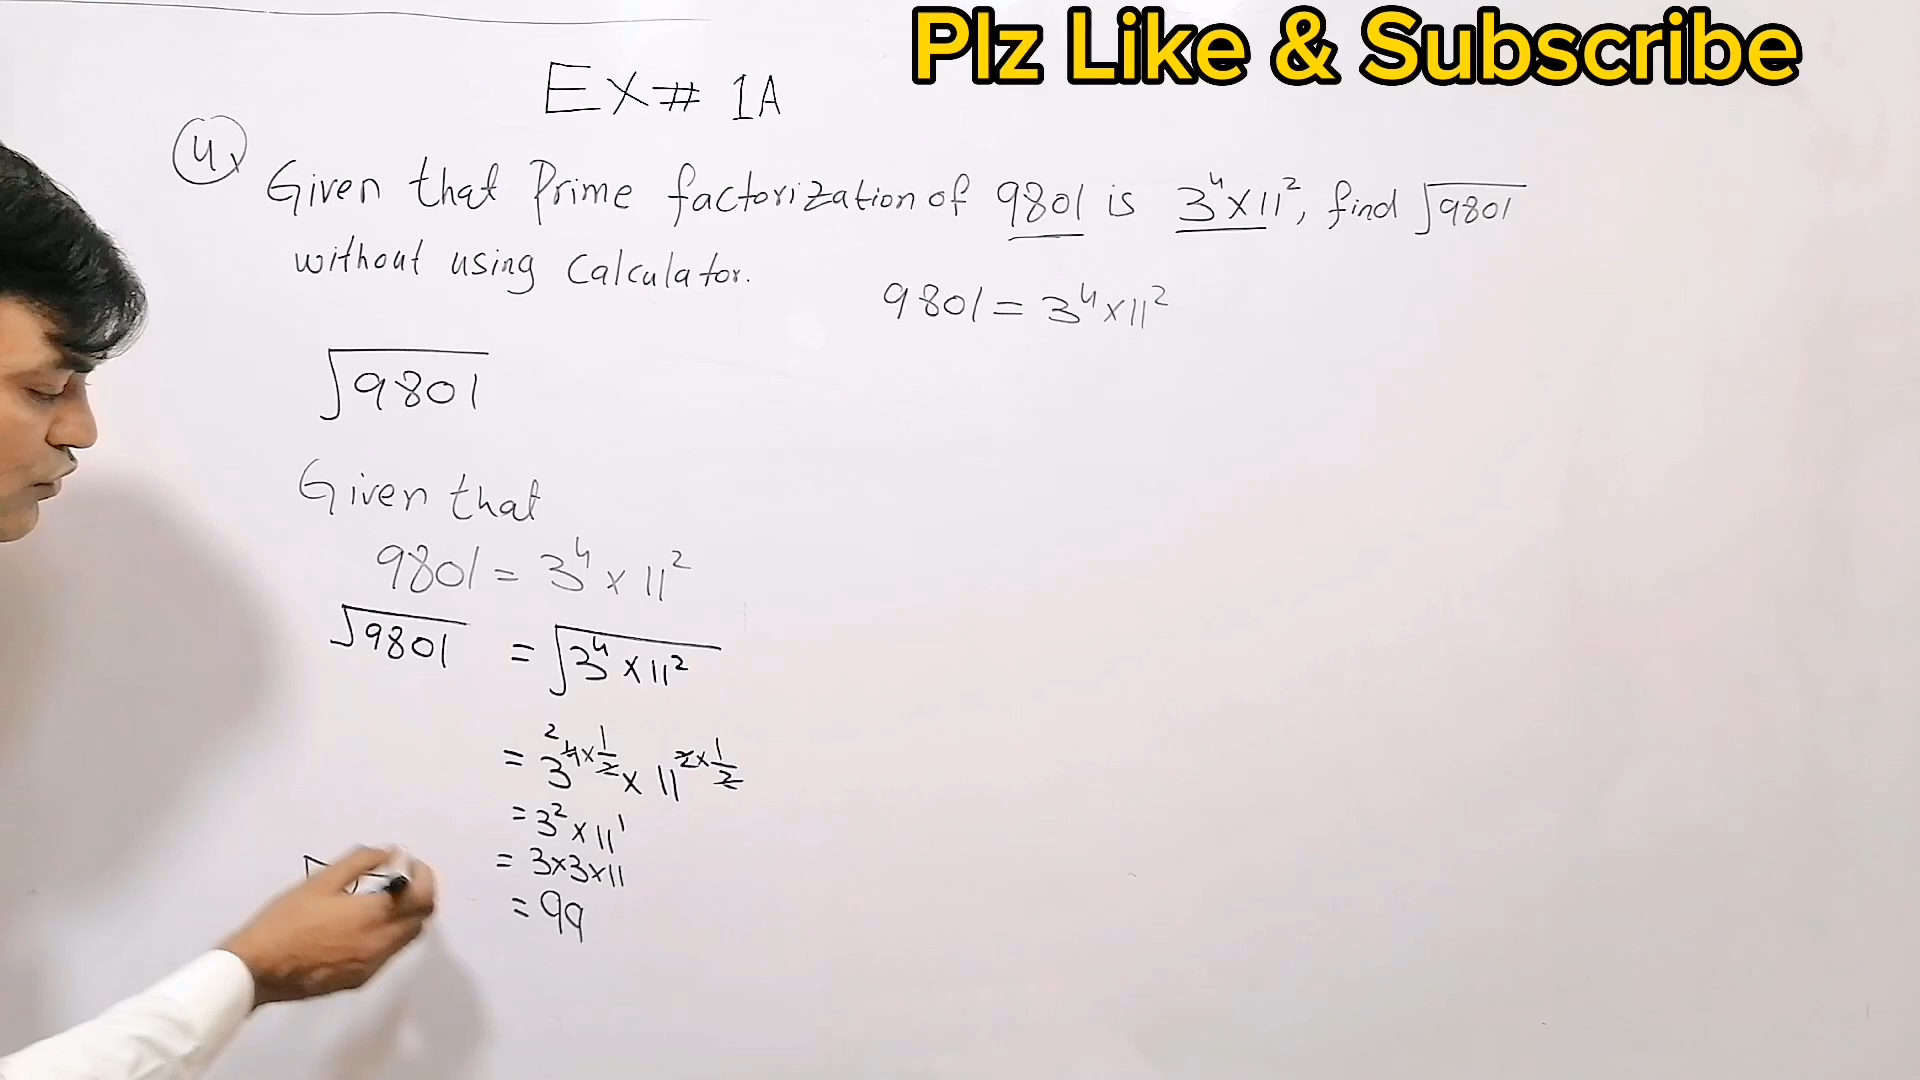 Plz Like & Subscribe
EX# 1A
4) Given that Prime factorization of 9801 is 3⁴×11², find √9801
without using Calculator.
9801 = 3⁴×11²
√9801
Given that
9801 = 3⁴ × 11²
√9801 = √3⁴ × 11²
² = 3^4×1/2 × 11^2×1/2
= 3² × 11¹
= 3×3×11
= 99